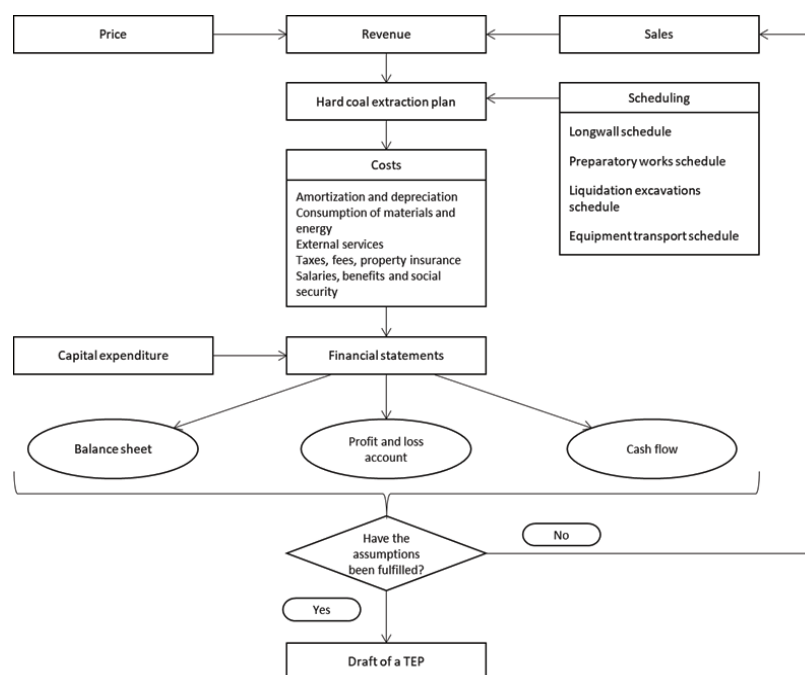 Price
Revenue
Sales
Hard coal extraction plan
Scheduling
Longwall schedule
Preparatory works schedule
Liquidation excavations
schedule
Equipment transport schedule
Costs
Amortization and depreciation
Consumption of materials and
energy
External services
Taxes, fees, property insurance
Salaries, benefits and social
security
Capital expenditure
Financial statements
Balance sheet
Profit and loss
account
Cash flow
Have the
assumptions
been fulfilled?
No
Yes
Draft of a TEP